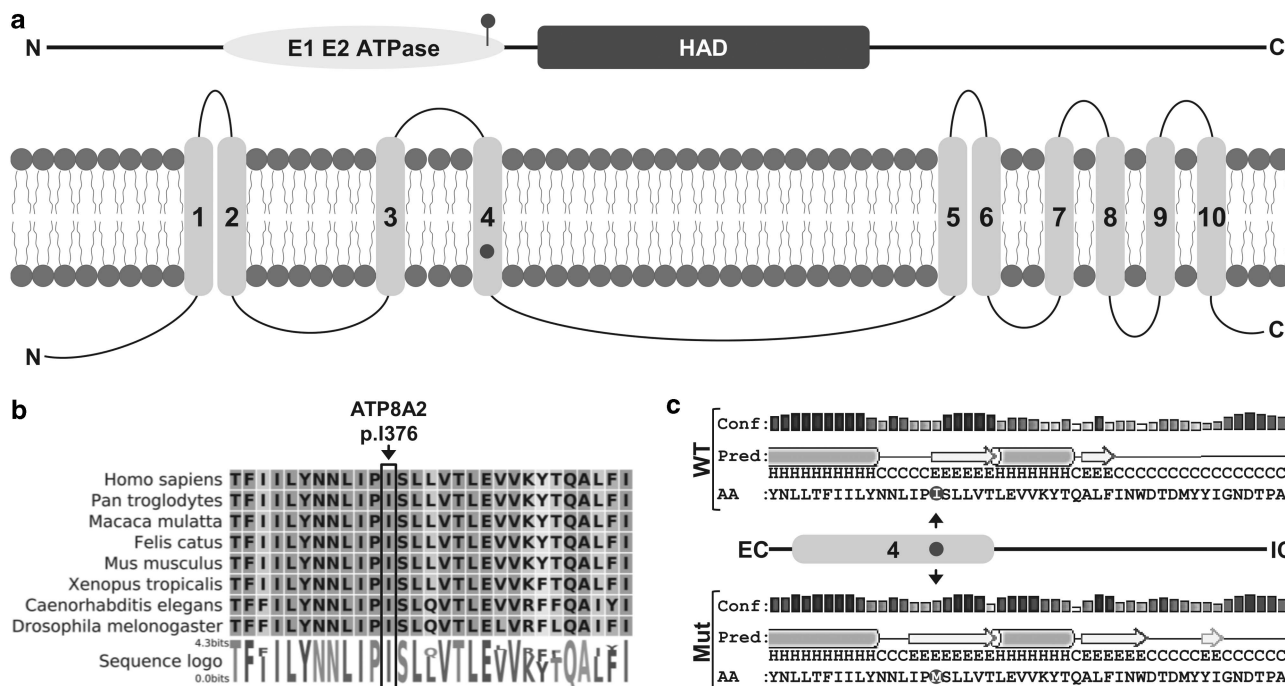 a
N E1 E2 ATPase HAD C
1 2 3 4 5 6 7 8 9 10
N C
b
ATP8A2
p.I376
Homo sapiens TFIILYNNLIPISLLVTLEVVKYTQALFI
Pan troglodytes TFIILYNNLIPISLLVTLEVVKYTQALFI
Macaca mulatta TFIILYNNLIPISLLVTLEVVKYTQALFI
Felis catus TFIILYNNLIPISLLVTLEVVKYTQALFI
Mus musculus TFIILYNNLIPISLLVTLEVVKYTQALFI
Xenopus tropicalis TFIILYNNLIPISLLVTLEVVKFTQALFI
Caenorhabditis elegans TFFILYNNLIPISLQVTLEVVRFFQAIYI
Drosophila melonogaster TFFILYNNLIPISLQVTLELVRFLQAIFI
4.3bits
Sequence logo
0.0bits
c
WT
Conf:
Pred:
HHHHHHHHHHCCCCCEEEEEEHHHHHHHCEEECCCCCCCCCCCCCCCC
AA :YNLLTFIILYNNLIPISLLVTLEVVKYTQALFINWDTDMYYIGNDTPA
EC 4 IC
Mut
Conf:
Pred:
HHHHHHHHHHCCCEEEEEEEEHHHHHHHCEEEEEECCCCCEECCCCCC
AA :YNLLTFIILYNNLIPMSLLVTLEVVKYTQALFINWDTDMYYIGNDTPA